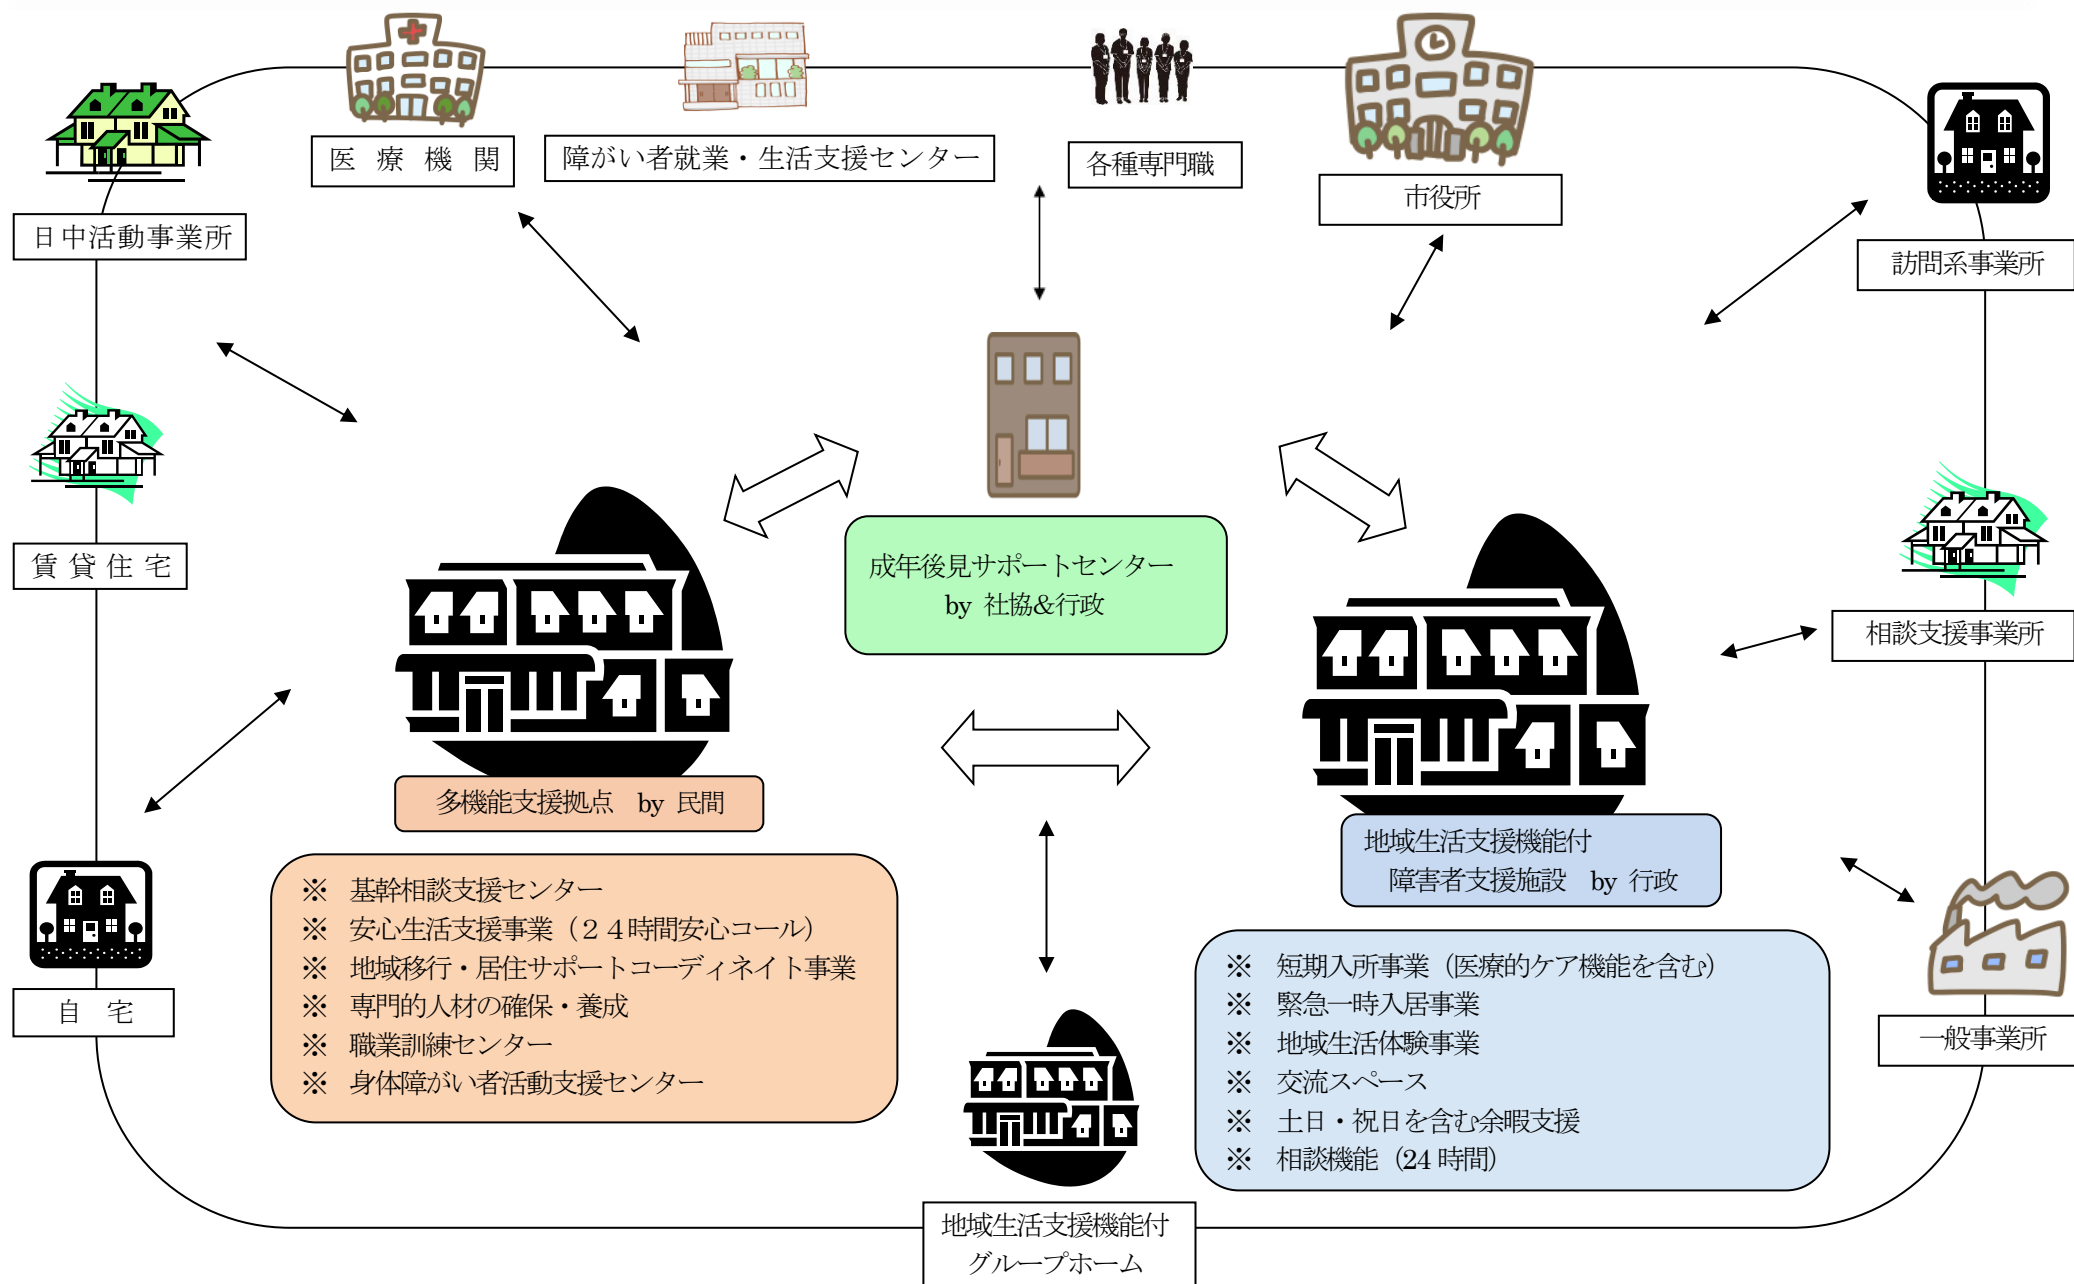 医療機関
障がい者就業・生活支援センター
各種専門職
市役所
日中活動事業所
訪問系事業所
賃貸住宅
成年後見サポートセンター
by 社協&行政
相談支援事業所
多機能支援拠点 by 民間
地域生活支援機能付
障害者支援施設 by 行政
※ 基幹相談支援センター
※ 安心生活支援事業（２４時間安心コール）
※ 地域移行・居住サポートコーディネイト事業
※ 専門的人材の確保・養成
※ 職業訓練センター
※ 身体障がい者活動支援センター
※ 短期入所事業（医療的ケア機能を含む）
※ 緊急一時入居事業
※ 地域生活体験事業
※ 交流スペース
※ 土日・祝日を含む余暇支援
※ 相談機能（24時間）
自宅
一般事業所
地域生活支援機能付
グループホーム